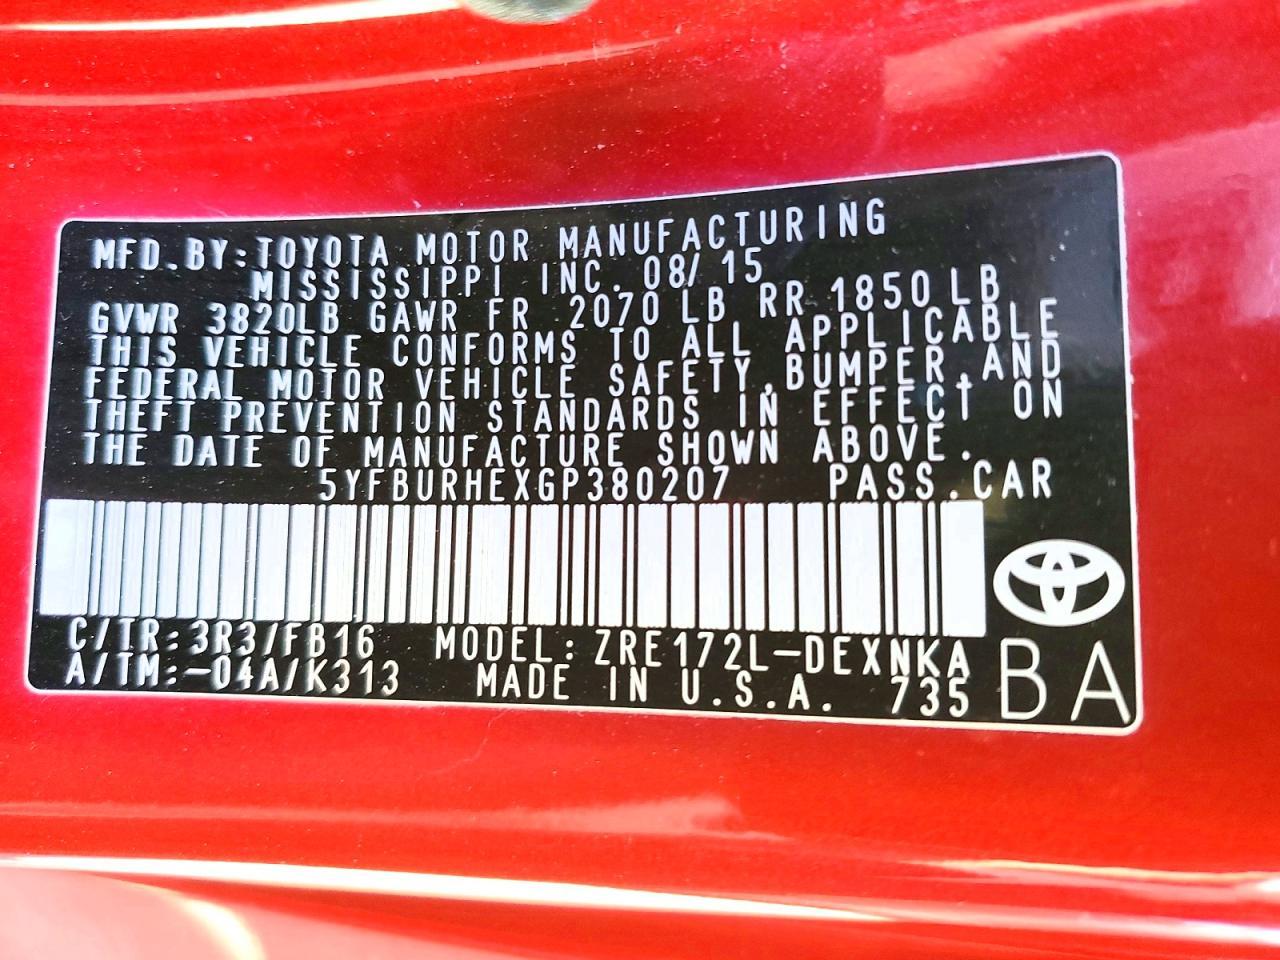 MFD.BY:TOYOTA MOTOR MANUFACTURING
MISSISSIPPI INC. 08/15
GVWR 3820LB GAWR FR 2070 LB RR 1850 LB
THIS VEHICLE CONFORMS TO ALL APPLICABLE
FEDERAL MOTOR VEHICLE SAFETY,BUMPER,AND
THEFT PREVENTION STANDARDS IN EFFECT ON
THE DATE OF MANUFACTURE SHOWN ABOVE.
5YFBURHEXGP380207 PASS.CAR
C/TR:3R3/FB16 MODEL:ZRE172L-DEXNKA
A/TM:-04A/K313 MADE IN U.S.A. 735
BA